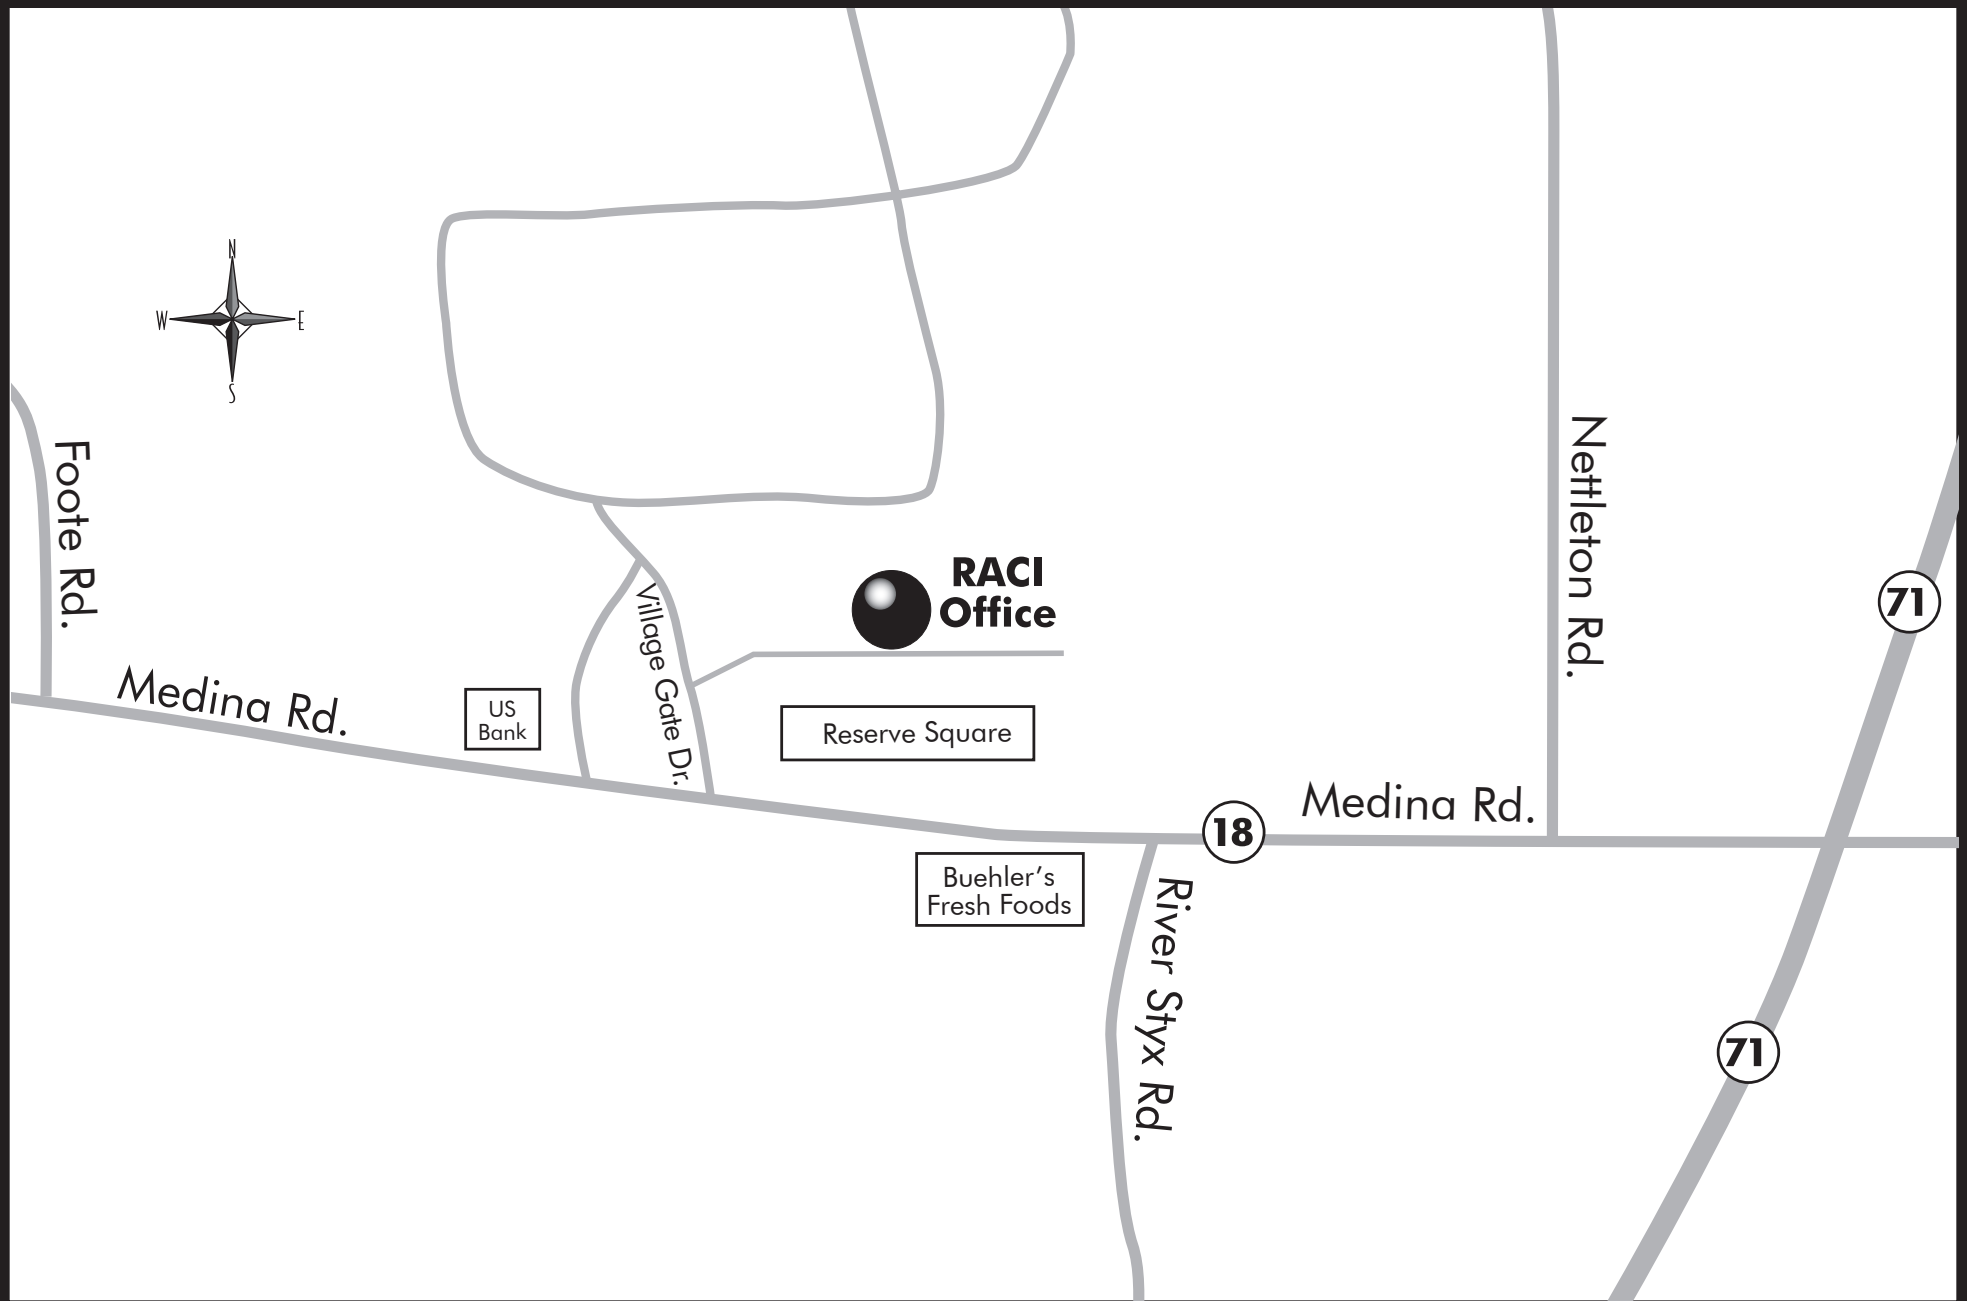 N
W
E
S
Foote Rd.
Nettleton Rd.
RACI
Office
71
Village Gate Dr.
Medina Rd.
US
Bank
Reserve Square
Medina Rd.
18
Buehler’s
Fresh Foods
River Styx Rd.
71